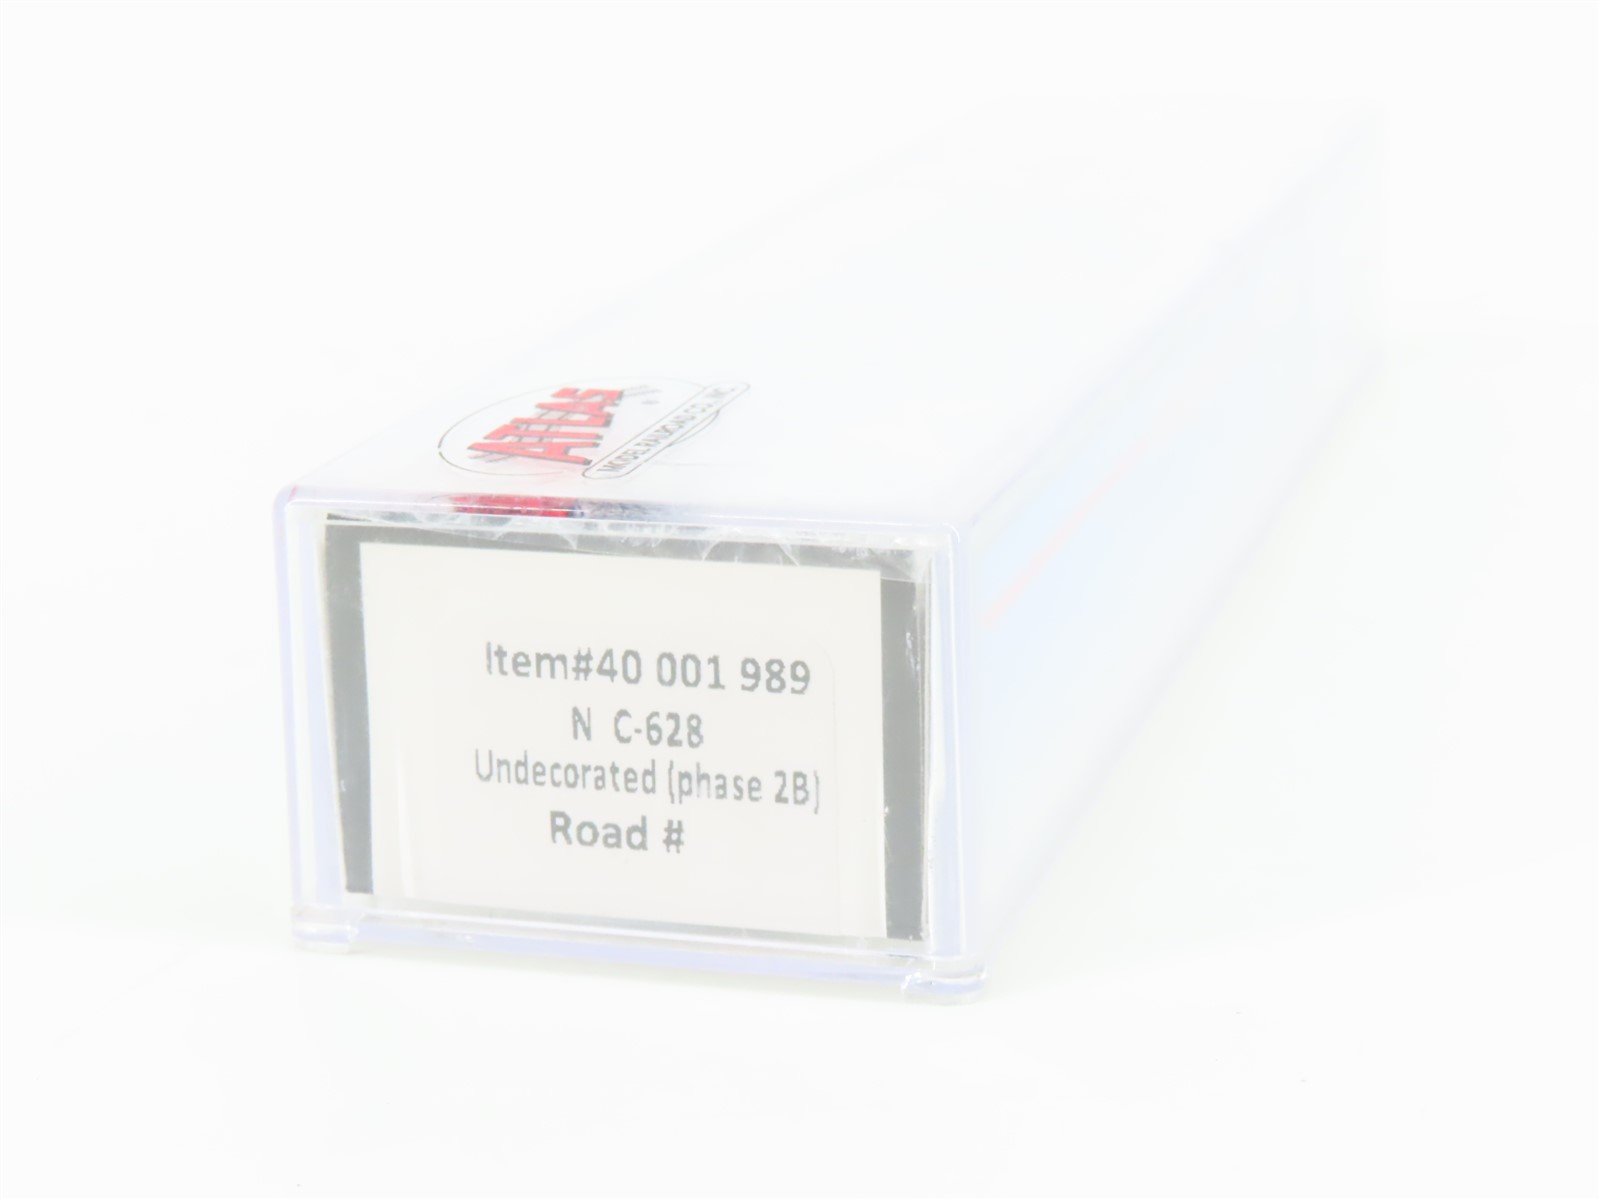 ATLAS ®
MODEL RAILROAD CO., INC
Item#40 001 989
N C-628
Undecorated (phase 2B)
Road #